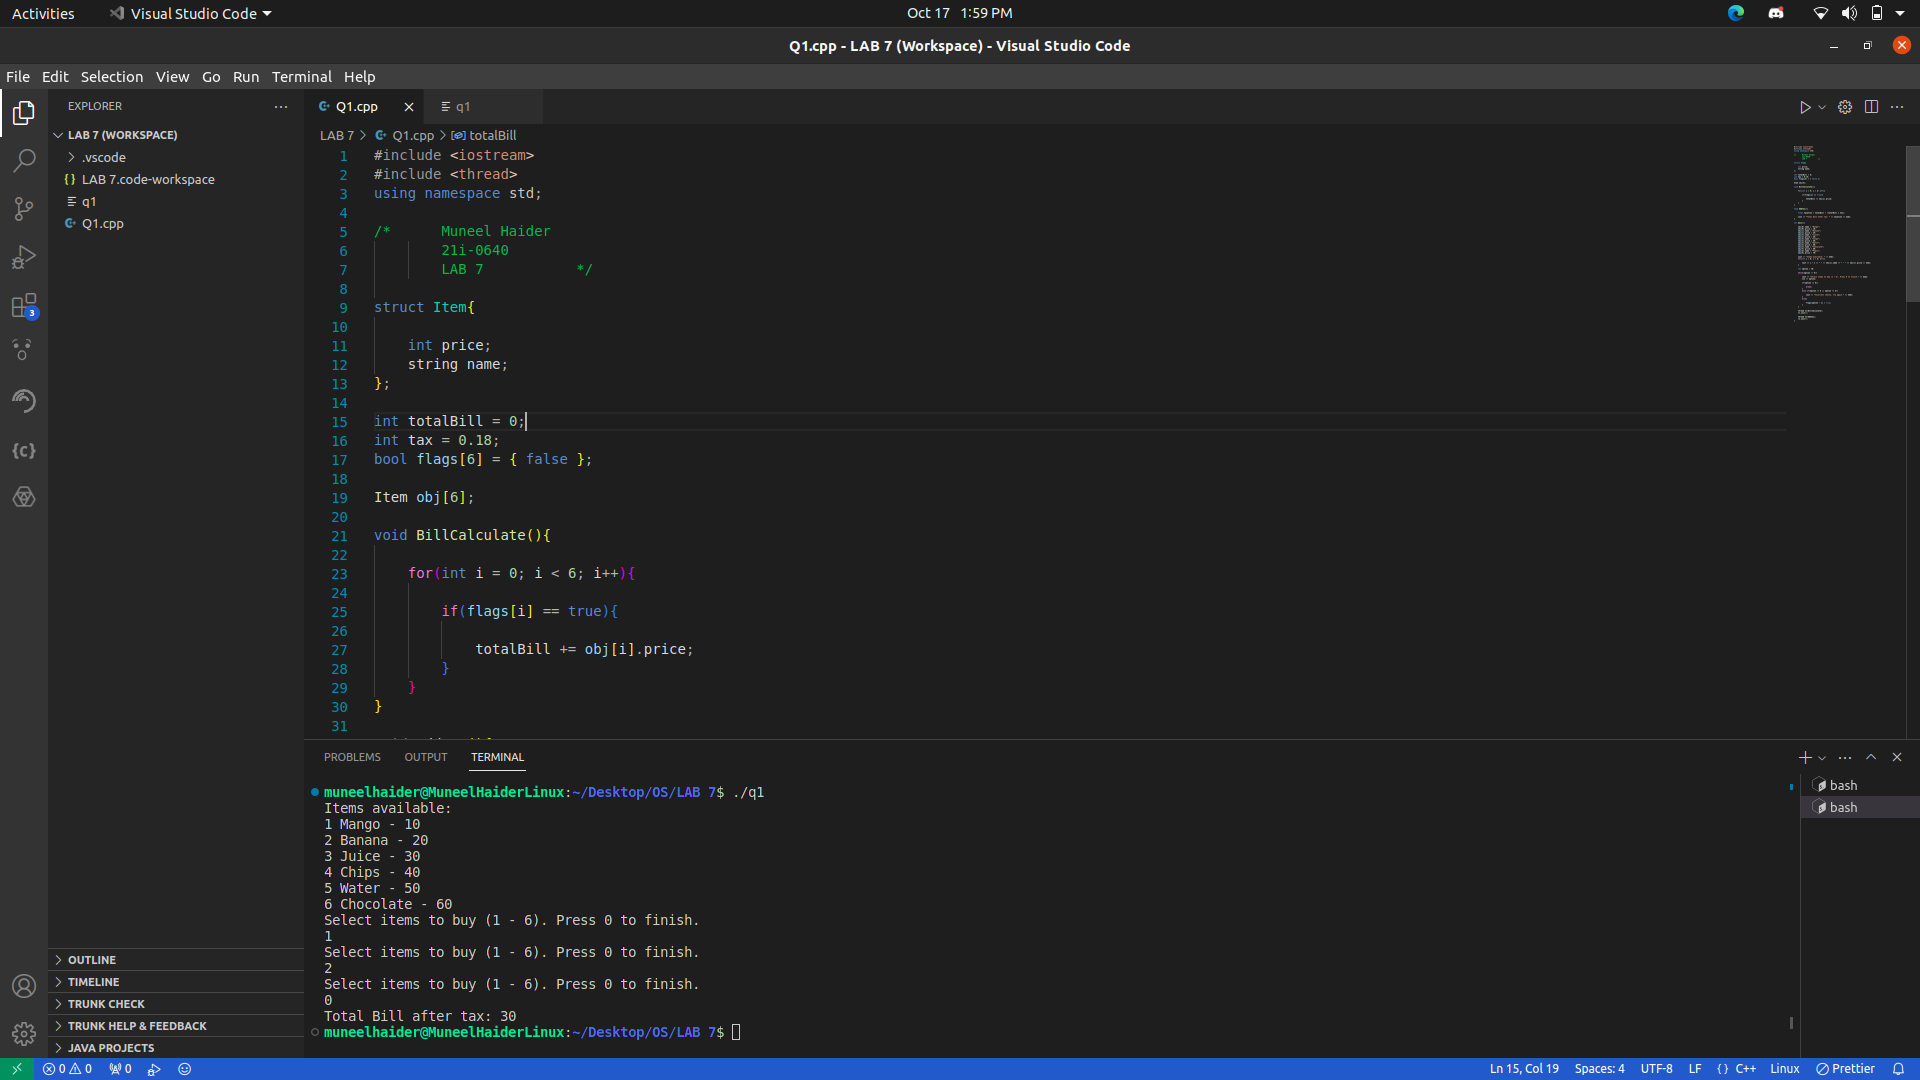 Activities
Visual Studio Code
Oct 17 1:59 PM
Q1.cpp - LAB 7 (Workspace) - Visual Studio Code
File Edit Selection View Go Run Terminal Help
EXPLORER
LAB 7 (WORKSPACE)
.vscode
LAB 7.code-workspace
q1
Q1.cpp
3
OUTLINE
TIMELINE
TRUNK CHECK
TRUNK HELP & FEEDBACK
JAVA PROJECTS
Q1.cpp
q1
LAB 7 > Q1.cpp > totalBill
1 #include <iostream>
2 #include <thread>
3 using namespace std;
4
5 /* Muneel Haider
6 21i-0640
7 LAB 7 */
8
9 struct Item{
10
11 int price;
12 string name;
13 };
14
15 int totalBill = 0;
16 int tax = 0.18;
17 bool flags[6] = { false };
18
19 Item obj[6];
20
21 void BillCalculate(){
22
23 for(int i = 0; i < 6; i++){
24
25 if(flags[i] == true){
26
27 totalBill += obj[i].price;
28 }
29 }
30 }
31
PROBLEMS OUTPUT TERMINAL
bash
bash
muneelhaider@MuneelHaiderLinux:~/Desktop/OS/LAB 7$ ./q1
Items available:
1 Mango - 10
2 Banana - 20
3 Juice - 30
4 Chips - 40
5 Water - 50
6 Chocolate - 60
Select items to buy (1 - 6). Press 0 to finish.
1
Select items to buy (1 - 6). Press 0 to finish.
2
Select items to buy (1 - 6). Press 0 to finish.
0
Total Bill after tax: 30
muneelhaider@MuneelHaiderLinux:~/Desktop/OS/LAB 7$
0 0 0
Ln 15, Col 19 Spaces: 4 UTF-8 LF {} C++ Linux Prettier